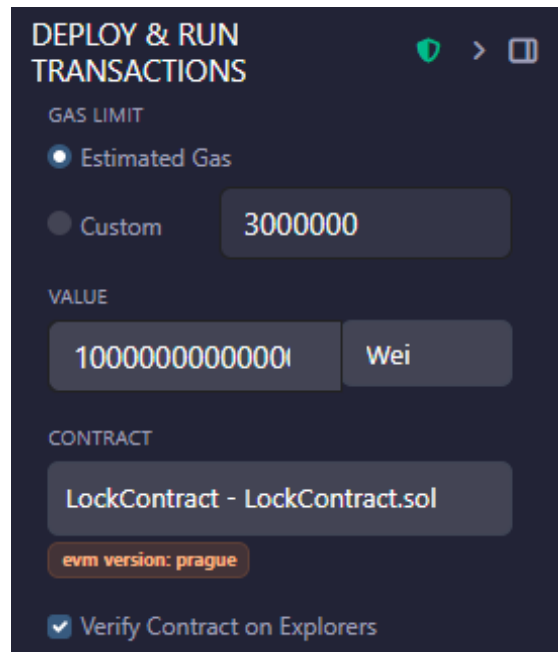 DEPLOY & RUN
TRANSACTIONS
GAS LIMIT
Estimated Gas
Custom 3000000
VALUE
1000000000000 Wei
CONTRACT
LockContract - LockContract.sol
evm version: prague
Verify Contract on Explorers